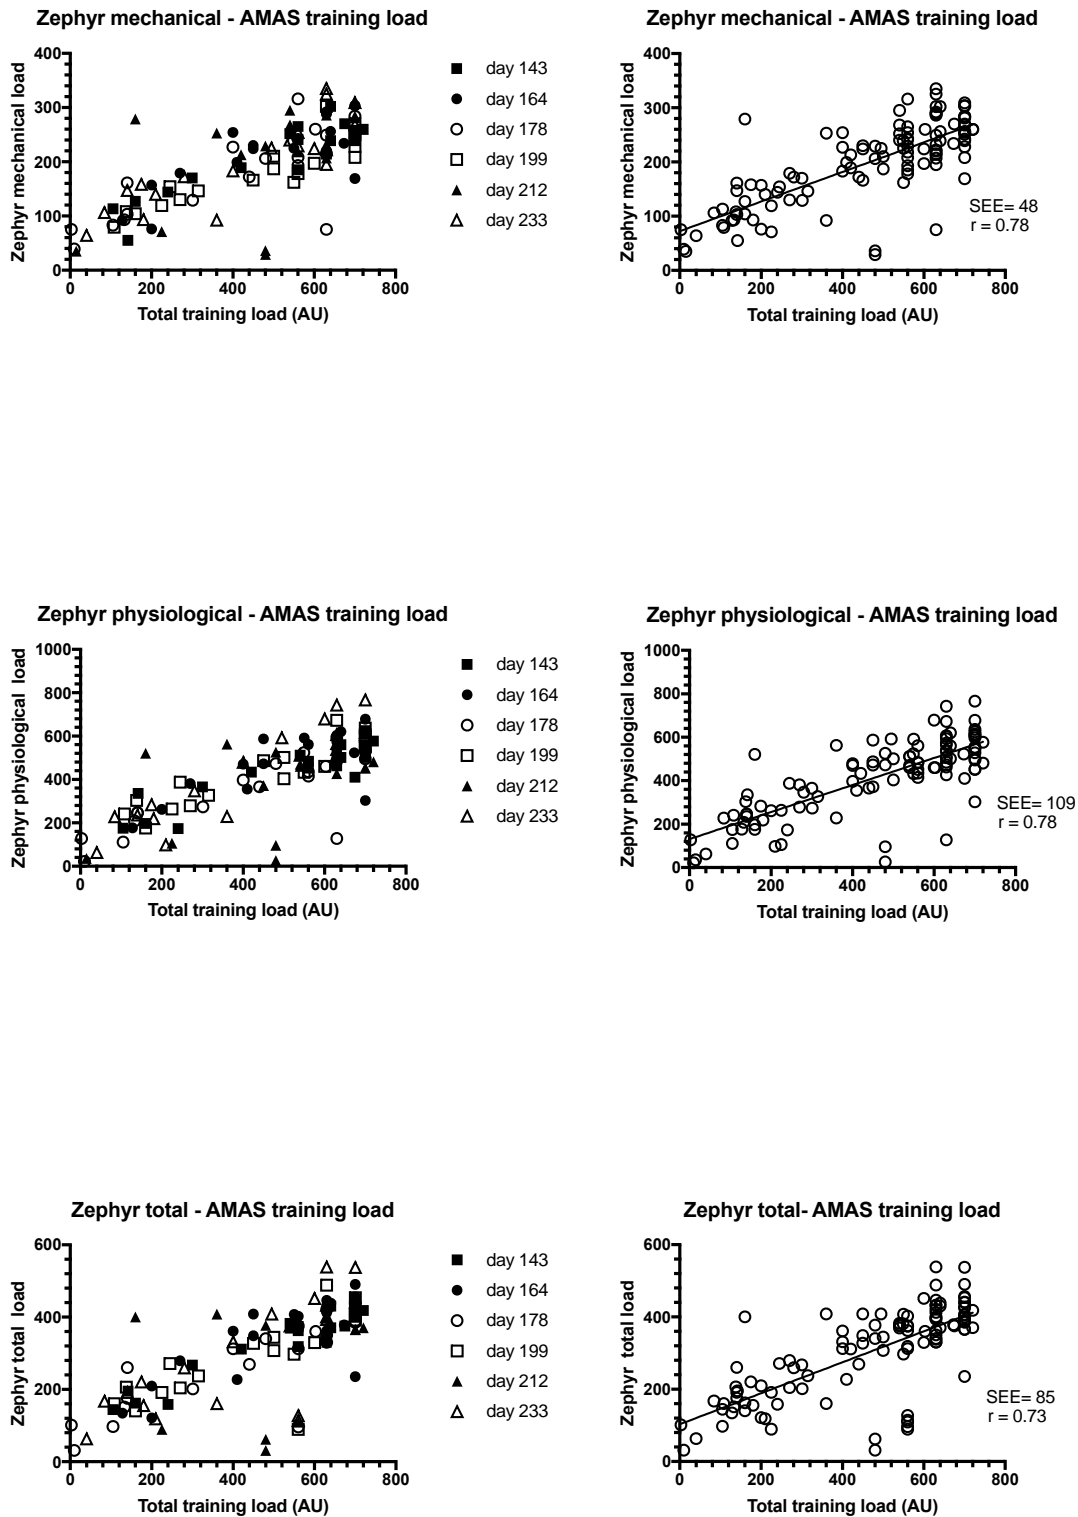 Zephyr mechanical - AMAS training load
Zephyr mechanical load
400
300
200
100
0
0 200 400 600 800
Total training load (AU)
day 143
day 164
day 178
day 199
day 212
day 233
Zephyr mechanical - AMAS training load
Zephyr mechanical load
400
300
200
100
0
0 200 400 600 800
Total training load (AU)
SEE= 48
r = 0.78
Zephyr physiological - AMAS training load
Zephyr physiological load
1000
800
600
400
200
0
0 200 400 600 800
Total training load (AU)
day 143
day 164
day 178
day 199
day 212
day 233
Zephyr physiological - AMAS training load
Zephyr physiological load
1000
800
600
400
200
0
0 200 400 600 800
Total training load (AU)
SEE= 109
r = 0.78
Zephyr total - AMAS training load
Zephyr total load
600
400
200
0
0 200 400 600 800
Total training load (AU)
day 143
day 164
day 178
day 199
day 212
day 233
Zephyr total- AMAS training load
Zephyr total load
600
400
200
0
0 200 400 600 800
Total training load (AU)
SEE= 85
r = 0.73